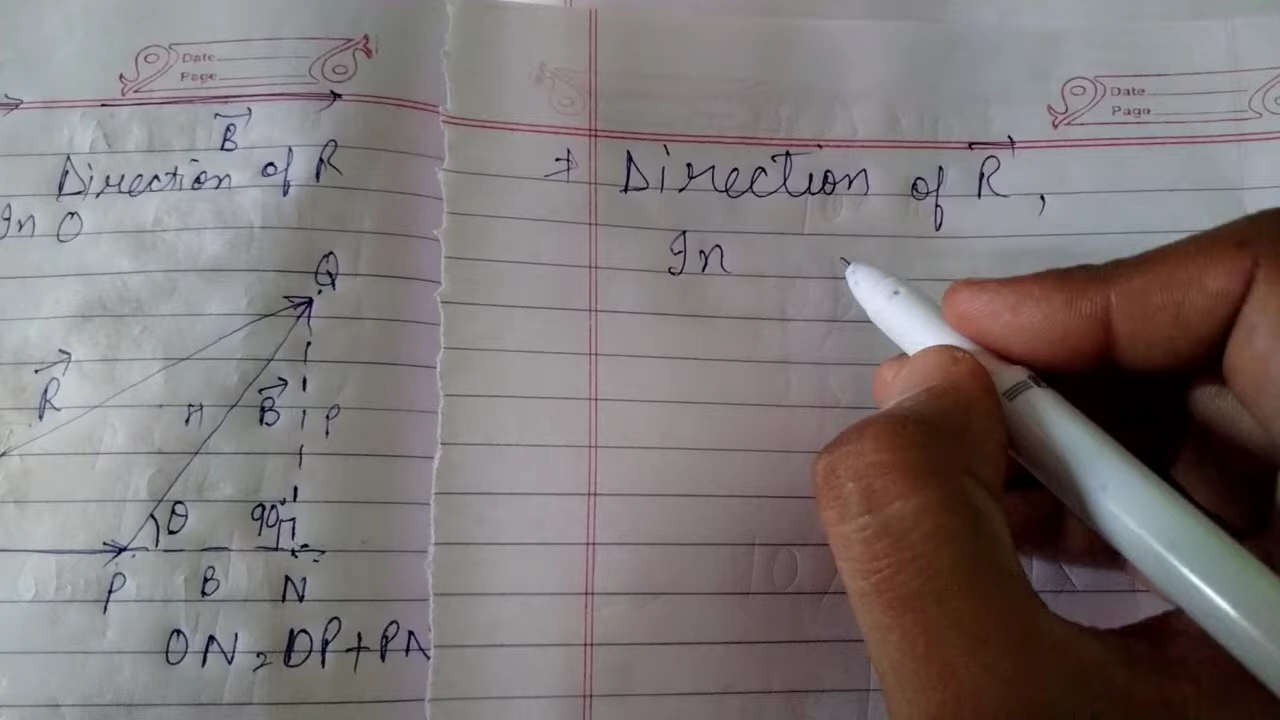 Date
Page
B
Direction of R
In O
Q
R
H
B
P
θ
90°
P
B
N
ON = OP + PN
Date
Page
⇒ Direction of R,
In